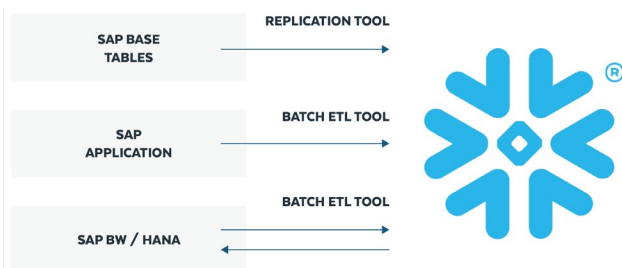 REPLICATION TOOL
SAP BASE
TABLES
®
BATCH ETL TOOL
SAP
APPLICATION
BATCH ETL TOOL
SAP BW / HANA